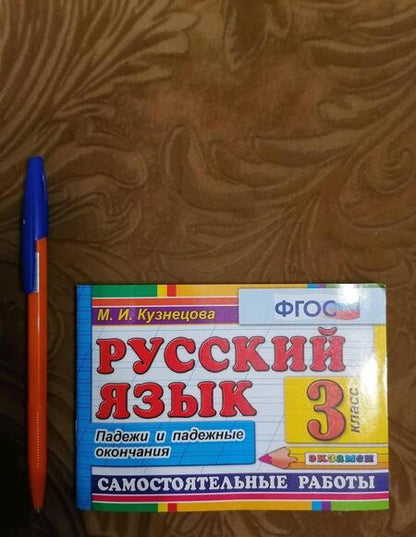 М. И. Кузнецова
ФГОС
РУССКИЙ
ЯЗЫК
3
класс
Падежи и падежные
окончания
экзамен
САМОСТОЯТЕЛЬНЫЕ РАБОТЫ